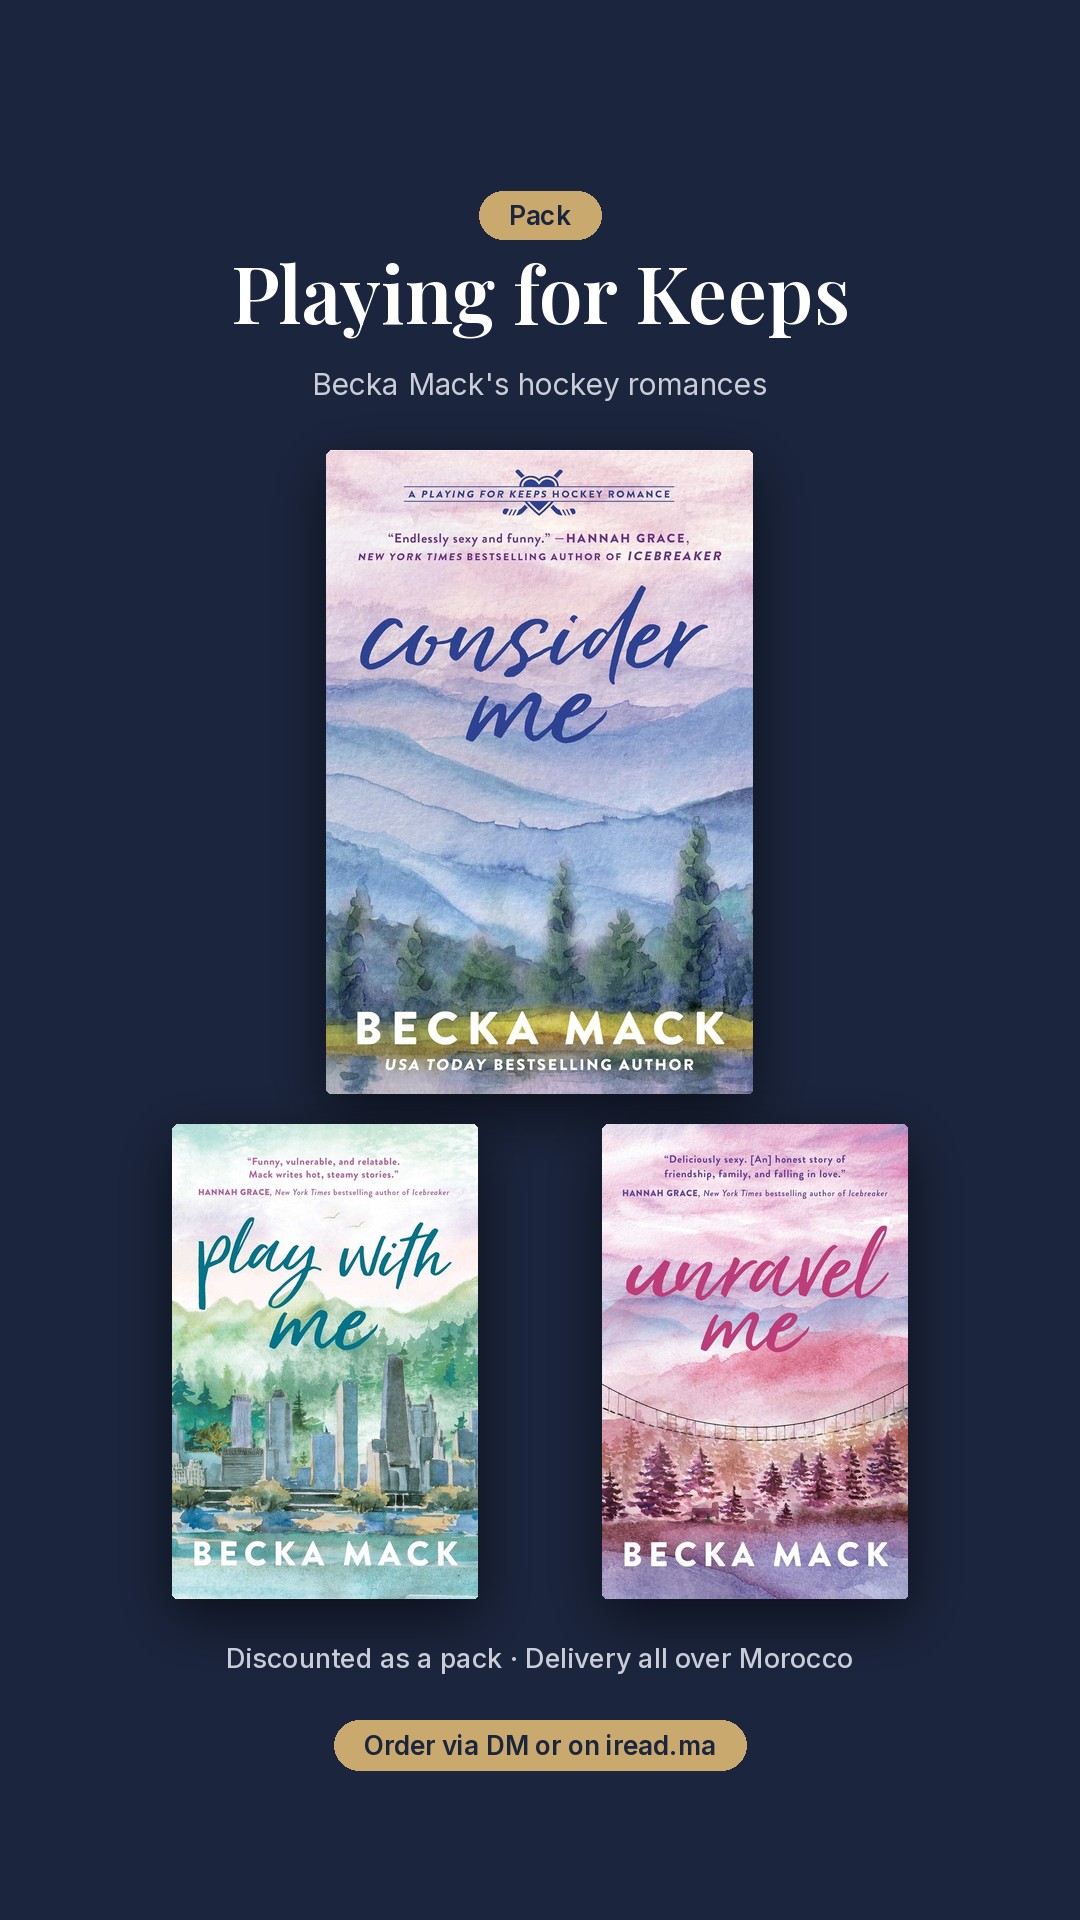 Pack
Playing for Keeps
Becka Mack's hockey romances
A PLAYING FOR KEEPS HOCKEY ROMANCE
“Endlessly sexy and funny.” —HANNAH GRACE,
NEW YORK TIMES BESTSELLING AUTHOR OF ICEBREAKER
consider
me
BECKA MACK
USA TODAY BESTSELLING AUTHOR
“Funny, vulnerable, and relatable.
Mack writes hot, steamy stories.”
HANNAH GRACE, New York Times bestselling author of Icebreaker
play with
me
BECKA MACK
“Deliciously sexy. [An] honest story of
friendship, family, and falling in love.”
HANNAH GRACE, New York Times bestselling author of Icebreaker
unravel
me
BECKA MACK
Discounted as a pack · Delivery all over Morocco
Order via DM or on iread.ma